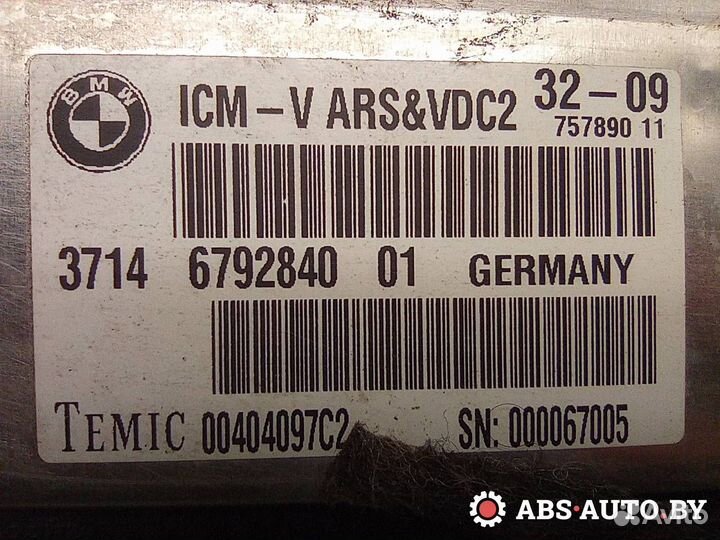 BMW
ICM-V ARS&VDC2 32-09
757890 11
3714 6792840 01 GERMANY
TEMIC 00404097C2 SN: 000067005
ABS·AUTO.BY
Avito